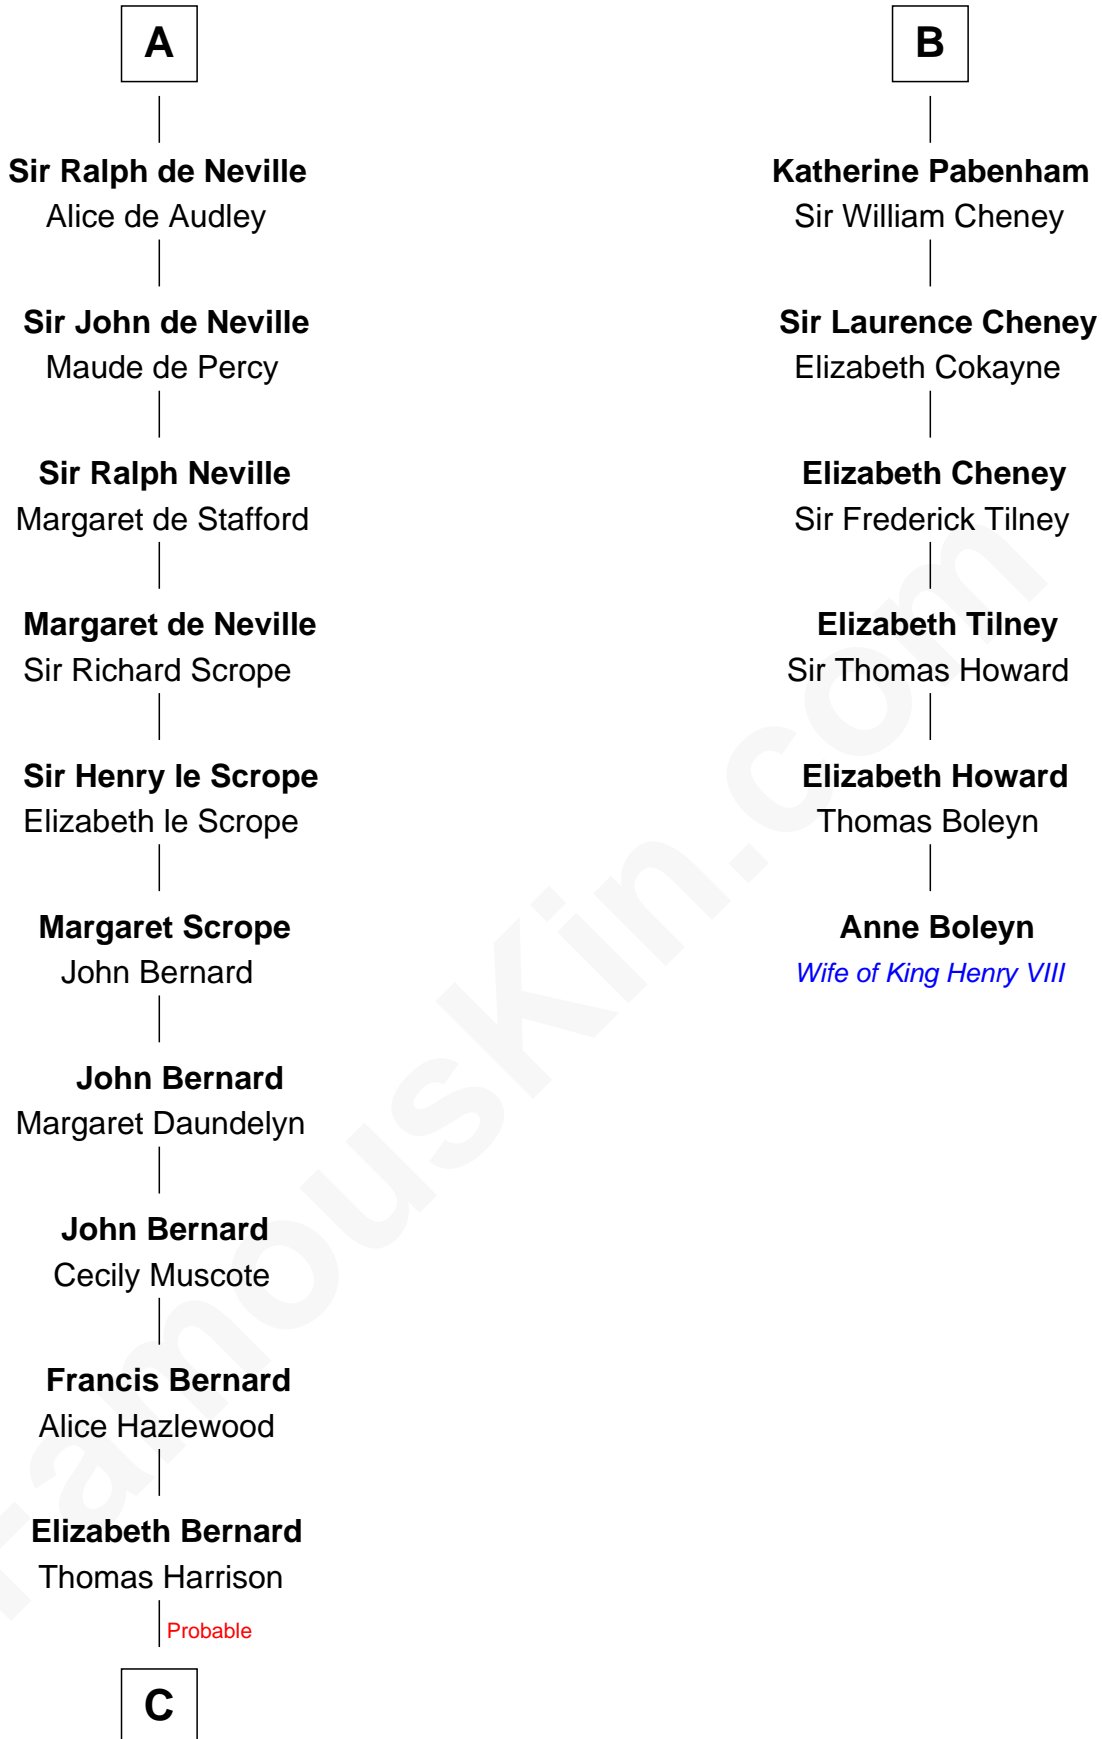 A
Sir Ralph de Neville
Alice de Audley
Sir John de Neville
Maude de Percy
Sir Ralph Neville
Margaret de Stafford
Margaret de Neville
Sir Richard Scrope
Sir Henry le Scrope
Elizabeth le Scrope
Margaret Scrope
John Bernard
John Bernard
Margaret Daundelyn
John Bernard
Cecily Muscote
Francis Bernard
Alice Hazlewood
Elizabeth Bernard
Thomas Harrison
Probable
C
B
Katherine Pabenham
Sir William Cheney
Sir Laurence Cheney
Elizabeth Cokayne
Elizabeth Cheney
Sir Frederick Tilney
Elizabeth Tilney
Sir Thomas Howard
Elizabeth Howard
Thomas Boleyn
Anne Boleyn
Wife of King Henry VIII
FamousKin.com